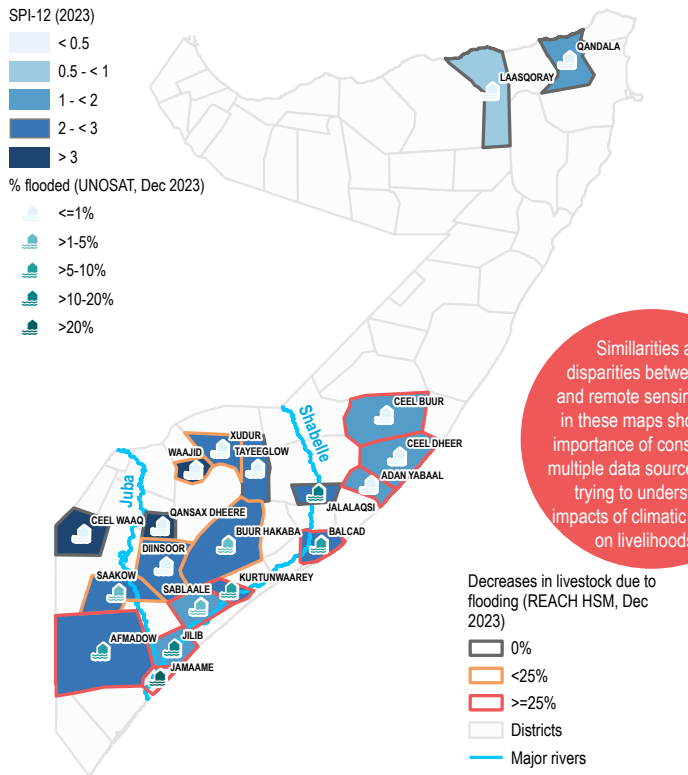 SPI-12 (2023)
< 0.5
0.5 - < 1
1 - < 2
2 - < 3
> 3
% flooded (UNOSAT, Dec 2023)
<=1%
>1-5%
>5-10%
>10-20%
>20%
QANDALA
LAASQORAY
Simillarities a
disparities betwe
and remote sensin
in these maps sho
importance of cons
multiple data source
trying to unders
impacts of climatic
on livelihoods
CEEL BUUR
Shabelle
XUDUR
CEEL DHEER
WAAJID
TAYEEGLOW
ADAN YABAAL
Juba
JALALAQSI
CEEL WAAQ
QANSAX DHEERE
BUUR HAKABA
BALCAD
DIINSOOR
KURTUNWAAREY
SAAKOW
SABLAALE
AFMADOW
JILIB
JAMAAME
Decreases in livestock due to
flooding (REACH HSM, Dec
2023)
0%
<25%
>=25%
Districts
Major rivers